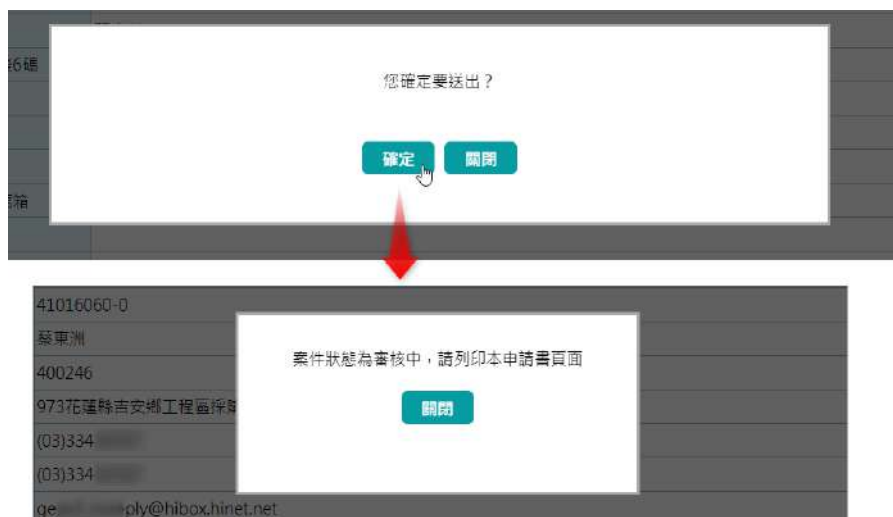 後6碼
您確定要送出？
確定 關閉
信箱
41016060-0
蔡東洲
400246
案件狀態為審核中，請列印本申請書頁面
973花蓮縣吉安鄉工程區採
關閉
(03)334
(03)334
ge ply@hibox.hinet.net